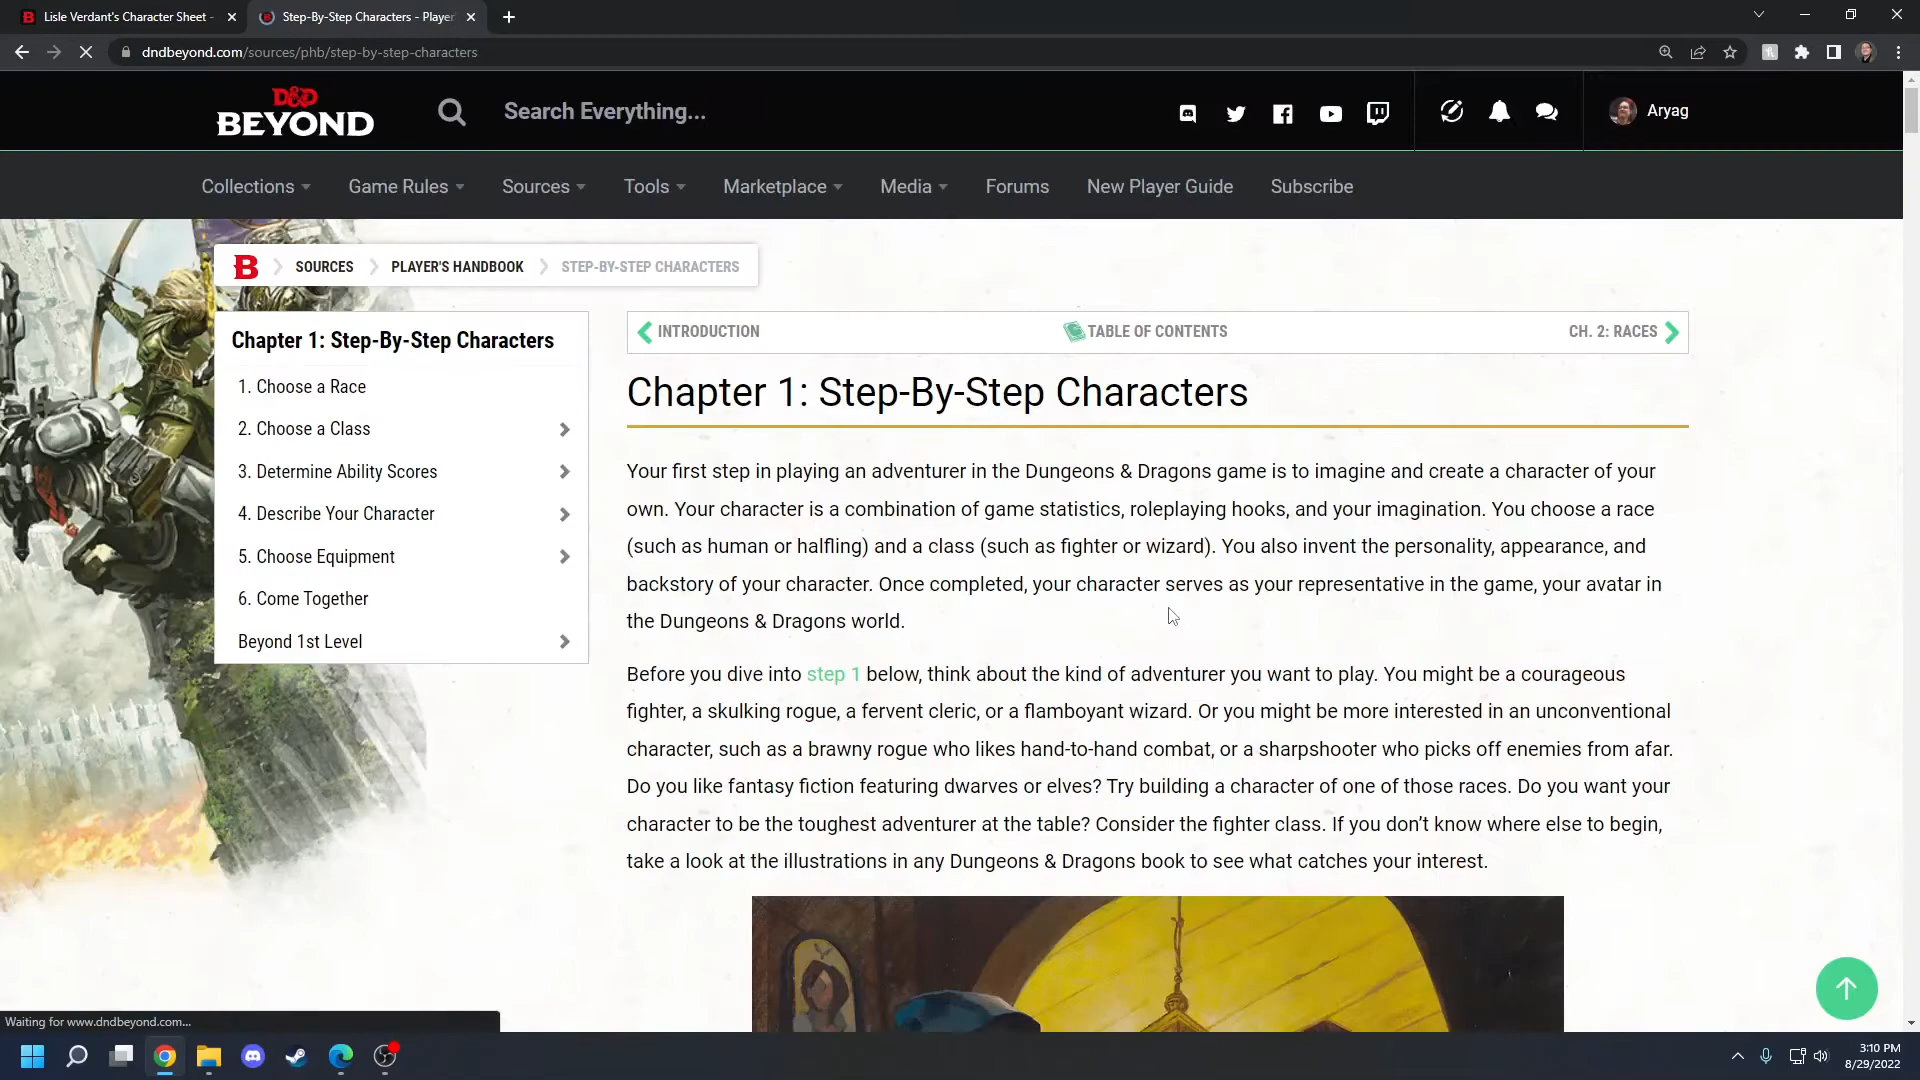 Lisle Verdant's Character Sheet -
Step-By-Step Characters - Player'
dndbeyond.com/sources/phb/step-by-step-characters
D&D
BEYOND
Search Everything...
Aryag
Collections
Game Rules
Sources
Tools
Marketplace
Media
Forums
New Player Guide
Subscribe
B
SOURCES
PLAYER'S HANDBOOK
STEP-BY-STEP CHARACTERS
Chapter 1: Step-By-Step Characters
1. Choose a Race
2. Choose a Class
3. Determine Ability Scores
4. Describe Your Character
5. Choose Equipment
6. Come Together
Beyond 1st Level
INTRODUCTION
TABLE OF CONTENTS
CH. 2: RACES
Chapter 1: Step-By-Step Characters
Your first step in playing an adventurer in the Dungeons & Dragons game is to imagine and create a character of your
own. Your character is a combination of game statistics, roleplaying hooks, and your imagination. You choose a race
(such as human or halfling) and a class (such as fighter or wizard). You also invent the personality, appearance, and
backstory of your character. Once completed, your character serves as your representative in the game, your avatar in
the Dungeons & Dragons world.
Before you dive into step 1 below, think about the kind of adventurer you want to play. You might be a courageous
fighter, a skulking rogue, a fervent cleric, or a flamboyant wizard. Or you might be more interested in an unconventional
character, such as a brawny rogue who likes hand-to-hand combat, or a sharpshooter who picks off enemies from afar.
Do you like fantasy fiction featuring dwarves or elves? Try building a character of one of those races. Do you want your
character to be the toughest adventurer at the table? Consider the fighter class. If you don’t know where else to begin,
take a look at the illustrations in any Dungeons & Dragons book to see what catches your interest.
Waiting for www.dndbeyond.com...
3:10 PM
8/29/2022